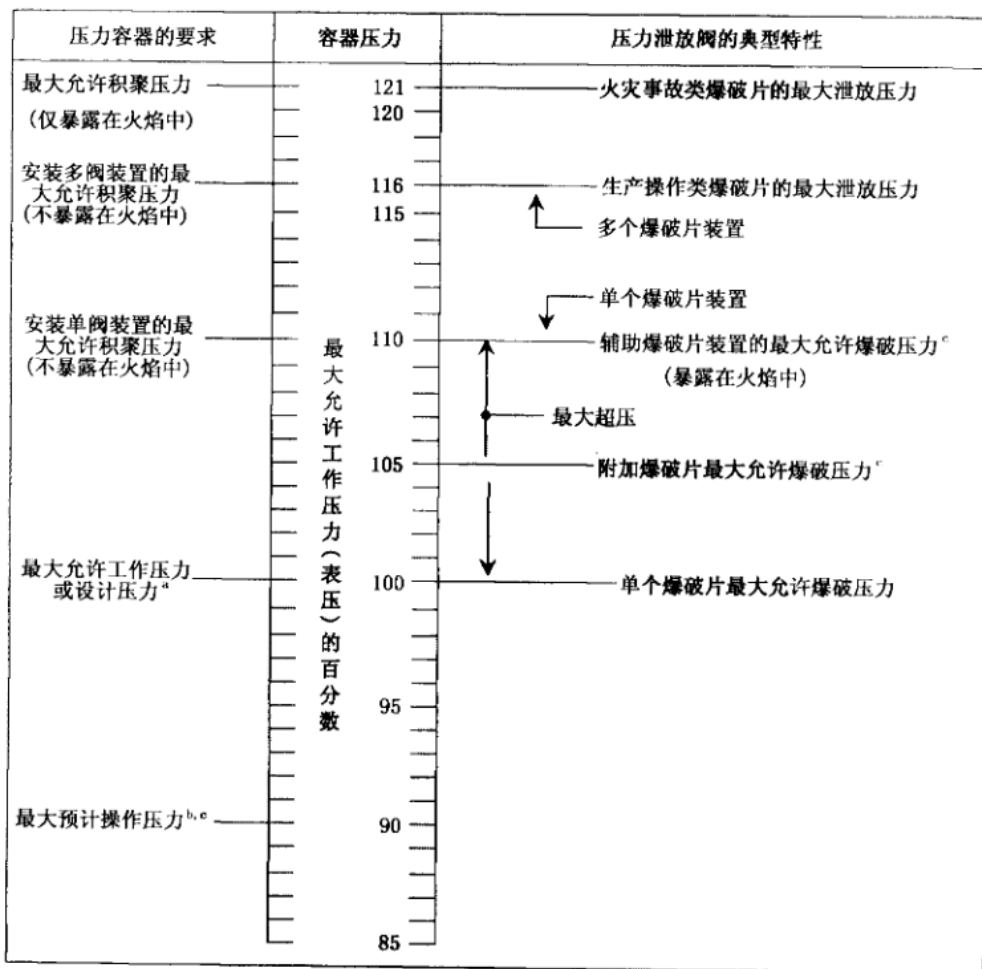 压力容器的要求
容器压力
压力泄放阀的典型特性
最大允许积聚压力
(仅暴露在火焰中)
121
120
火灾事故类爆破片的最大泄放压力
安装多阀装置的最
大允许积聚压力
(不暴露在火焰中)
116
115
生产操作类爆破片的最大泄放压力
多个爆破片装置
单个爆破片装置
安装单阀装置的最
大允许积聚压力
(不暴露在火焰中)
110
辅助爆破片装置的最大允许爆破压力c
(暴露在火焰中)
最大超压
105
附加爆破片最大允许爆破压力c
最大允许工作压力(表压)的百分数
最大允许工作压力
或设计压力a
100
单个爆破片最大允许爆破压力
95
最大预计操作压力b,c
90
85